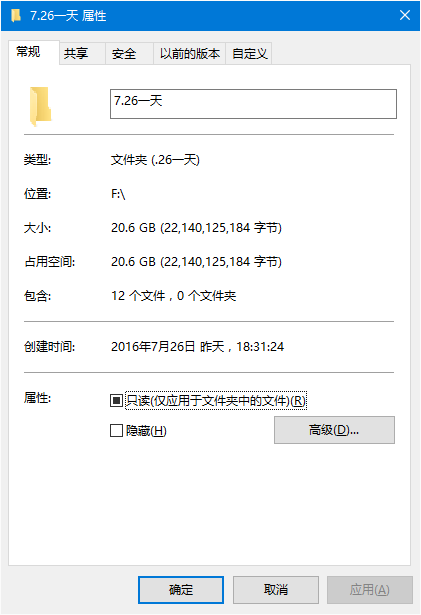 7.26一天 属性
常规 共享 安全 以前的版本 自定义
7.26一天
类型: 文件夹 (.26一天)
位置: F:\
大小: 20.6 GB (22,140,125,184 字节)
占用空间: 20.6 GB (22,140,125,184 字节)
包含: 12 个文件，0 个文件夹
创建时间: 2016年7月26日 昨天，18:31:24
属性: 只读(仅应用于文件夹中的文件)(R)
隐藏(H) 高级(D)...
确定 取消 应用(A)